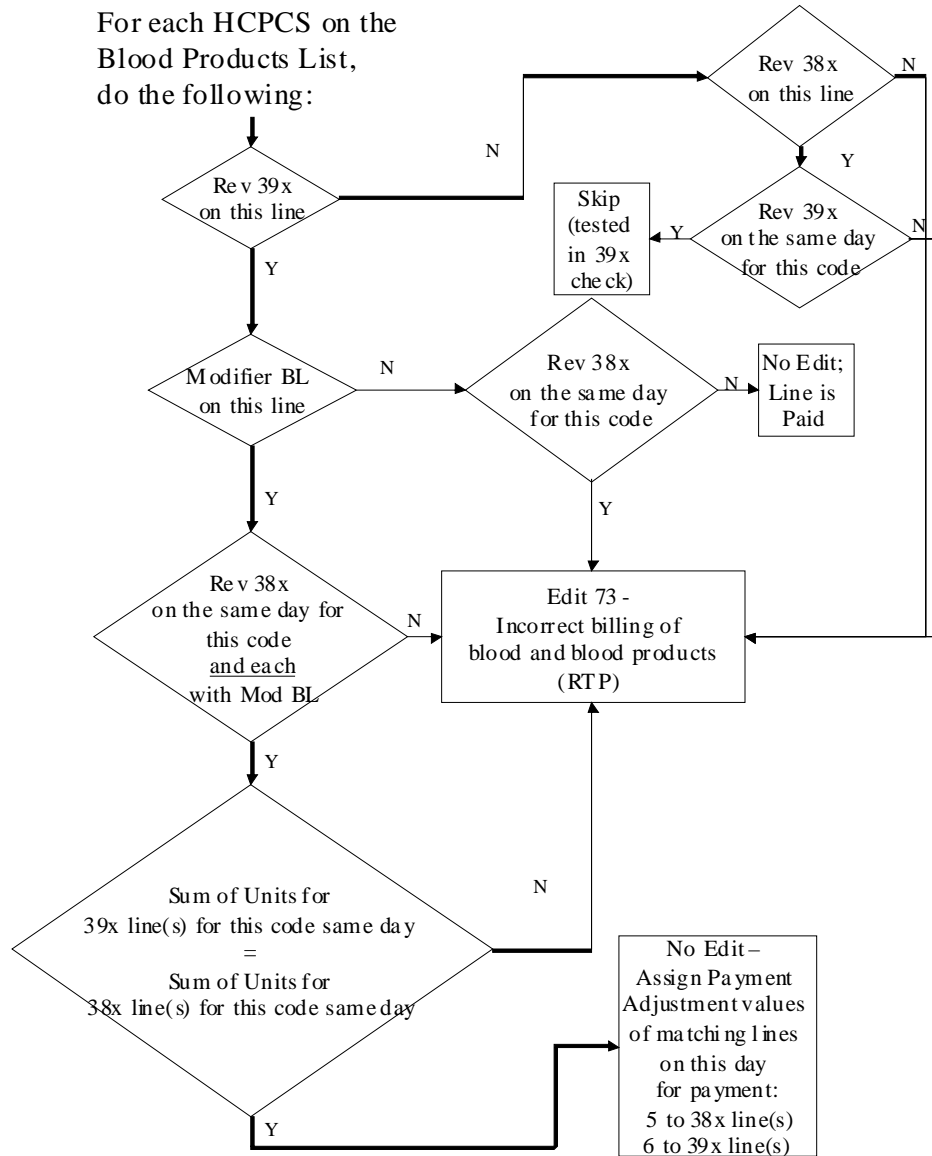 For each HCPCS on the
Blood Products List,
do the following:
Rev 38x
on this line
N
N
Y
Rev 39x
on this line
Skip
(tested
in 39x
check)
Y
Rev 39x
on the same day
for this code
N
Y
Modifier BL
on this line
N
Rev 38x
on the same day
for this code
N
No Edit;
Line is
Paid
Y
Y
Rev 38x
on the same day for
this code
and each
with Mod BL
N
Edit 73 -
Incorrect billing of
blood and blood products
(RTP)
Y
N
Sum of Units for
39x line(s) for this code same day
=
Sum of Units for
38x line(s) for this code same day
No Edit –
Assign Payment
Adjustment values
of matching lines
on this day
for payment:
5 to 38x line(s)
6 to 39x line(s)
Y